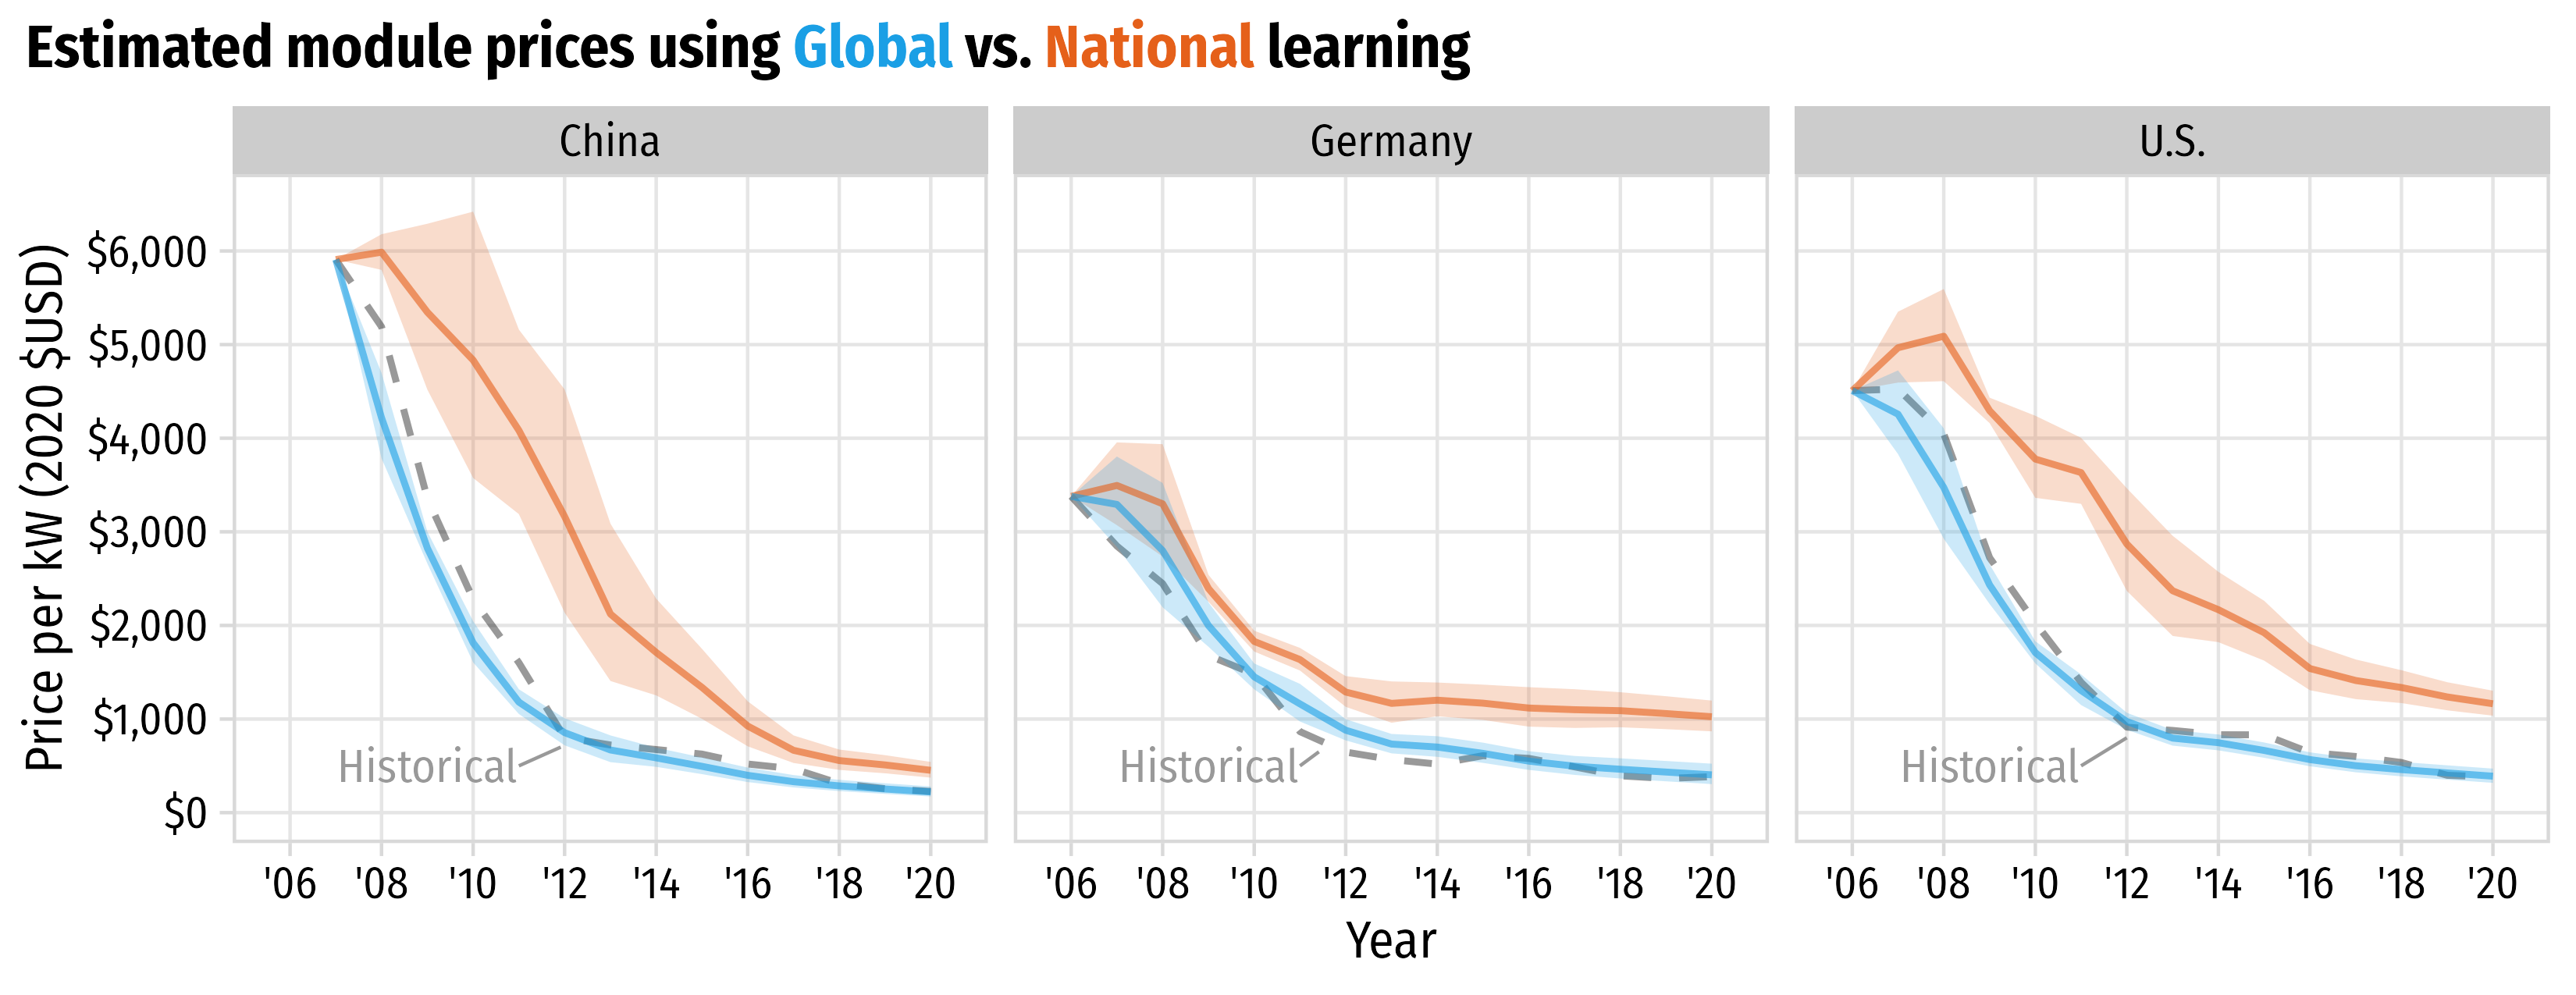 Estimated module prices using Global vs. National learning
China
Germany
U.S.
Price per kW (2020 $USD)
$6,000
$5,000
$4,000
$3,000
$2,000
$1,000
$0
Historical
Historical
Historical
'06 '08 '10 '12 '14 '16 '18 '20
'06 '08 '10 '12 '14 '16 '18 '20
'06 '08 '10 '12 '14 '16 '18 '20
Year